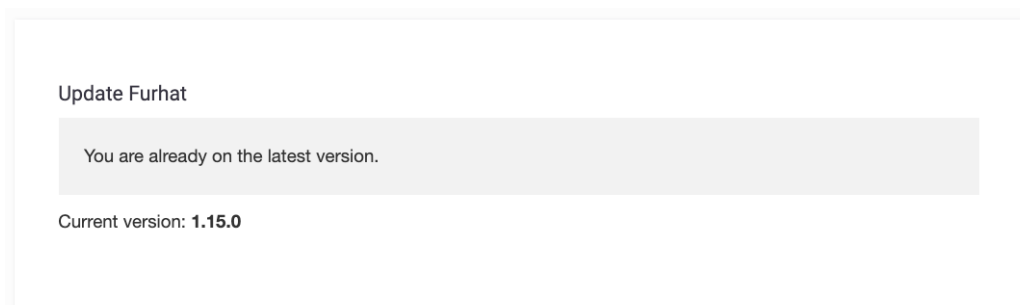 Update Furhat
You are already on the latest version.
Current version: 1.15.0